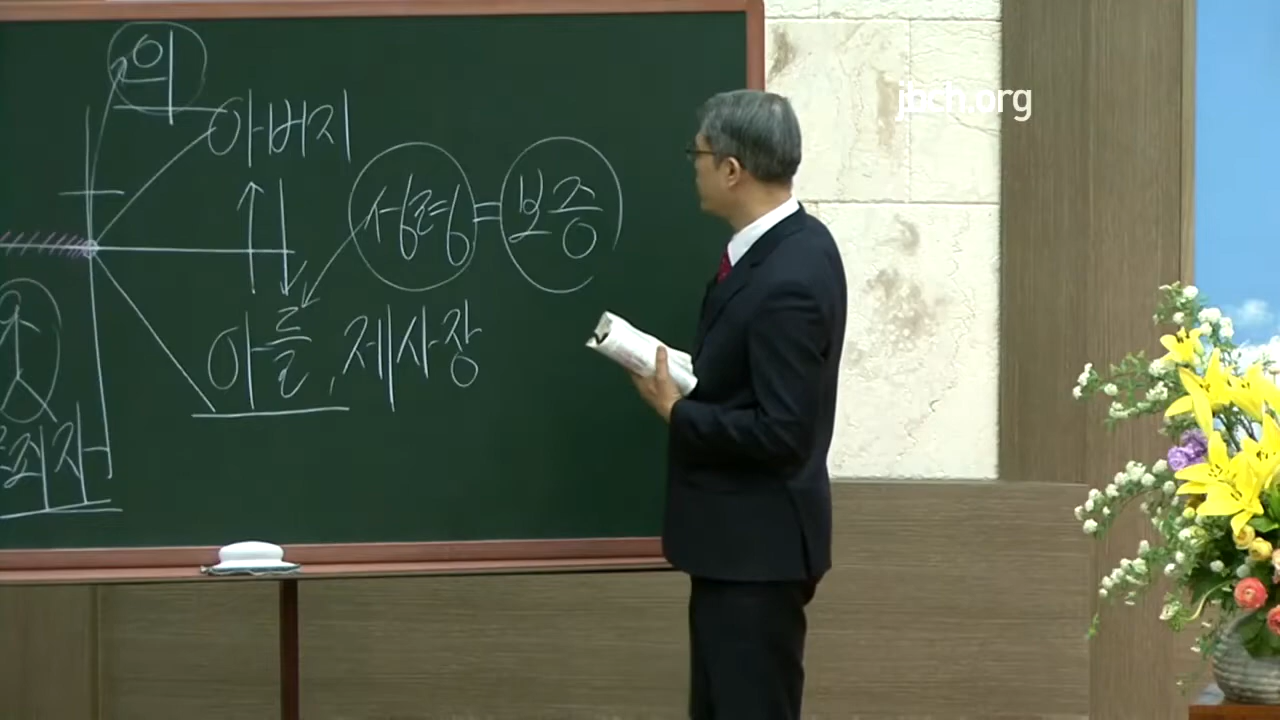 의
jbch.org
아버지
성령 = 보증
아들, 제사장